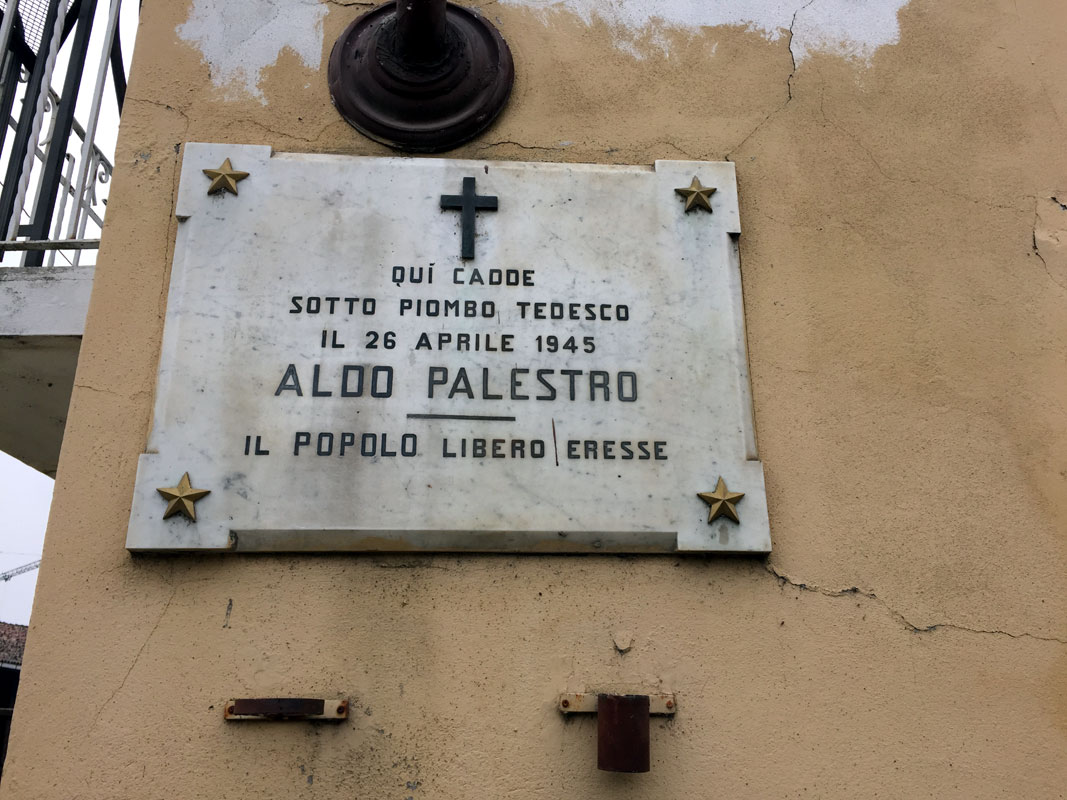 QUÍ CADDE
SOTTO PIOMBO TEDESCO
IL 26 APRILE 1945
ALDO PALESTRO
IL POPOLO LIBERO ERESSE